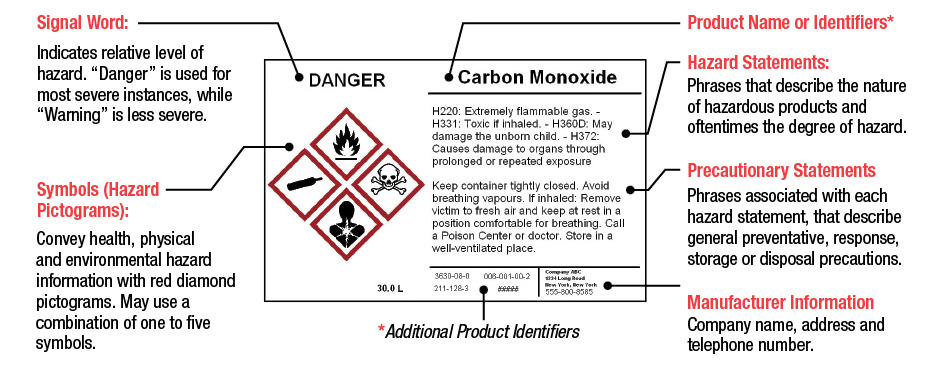 Signal Word:
Indicates relative level of
hazard. “Danger” is used for
most severe instances, while
“Warning” is less severe.
Symbols (Hazard
Pictograms):
Convey health, physical
and environmental hazard
information with red diamond
pictograms. May use a
combination of one to five
symbols.
DANGER
30.0 L
Carbon Monoxide
H220: Extremely flammable gas. -
H331: Toxic if inhaled. - H360D: May
damage the unborn child. - H372:
Causes damage to organs through
prolonged or repeated exposure
Keep container tightly closed. Avoid
breathing vapours. If inhaled: Remove
victim to fresh air and keep at rest in a
position comfortable for breathing. Call
a Poison Center or doctor. Store in a
well-ventilated place.
3630-08-0 006-001-00-2
211-128-3 #####
Company ABC
1234 Long Road
New York, New York
555-800-8585
*Additional Product Identifiers
Product Name or Identifiers*
Hazard Statements:
Phrases that describe the nature
of hazardous products and
oftentimes the degree of hazard.
Precautionary Statements
Phrases associated with each
hazard statement, that describe
general preventative, response,
storage or disposal precautions.
Manufacturer Information
Company name, address and
telephone number.